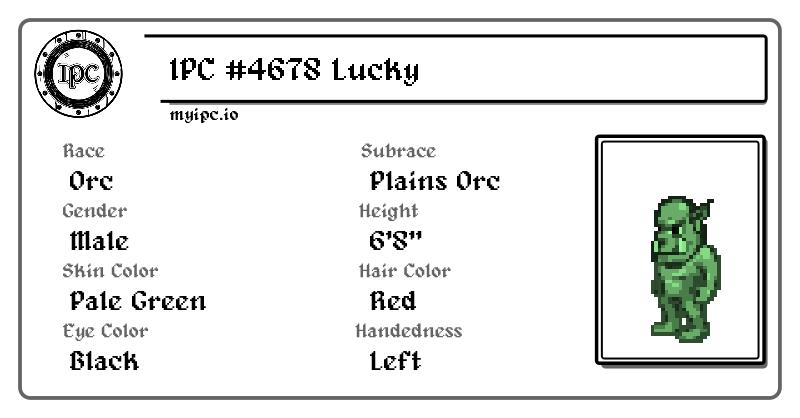 IPC
IPC #4678 Lucky
myipc.io
Race
Orc
Subrace
Plains Orc
Gender
Male
Height
6'8"
Skin Color
Pale Green
Hair Color
Red
Eye Color
Black
Handedness
Left